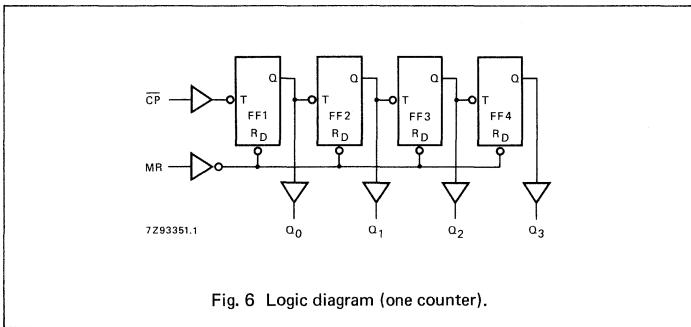 Q Q Q Q
C̅P̅ T T T T
FF1 FF2 FF3 FF4
RD RD RD RD
MR
7Z93351.1 Q0 Q1 Q2 Q3
Fig. 6 Logic diagram (one counter).